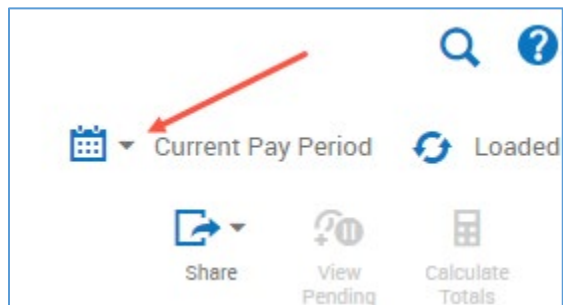 ?
Current Pay Period
Loaded
Share
View
Pending
Calculate
Totals